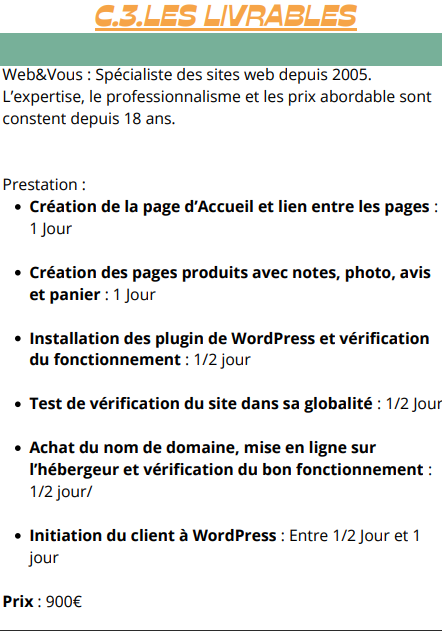 C.3.LES LIVRABLES
Web&Vous : Spécialiste des sites web depuis 2005.
L’expertise, le professionnalisme et les prix abordable sont
constent depuis 18 ans.
Prestation :
• Création de la page d’Accueil et lien entre les pages :
1 Jour
• Création des pages produits avec notes, photo, avis
et panier : 1 Jour
• Installation des plugin de WordPress et vérification
du fonctionnement : 1/2 jour
• Test de vérification du site dans sa globalité : 1/2 Jour
• Achat du nom de domaine, mise en ligne sur
l’hébergeur et vérification du bon fonctionnement :
1/2 jour/
• Initiation du client à WordPress : Entre 1/2 Jour et 1
jour
Prix : 900€